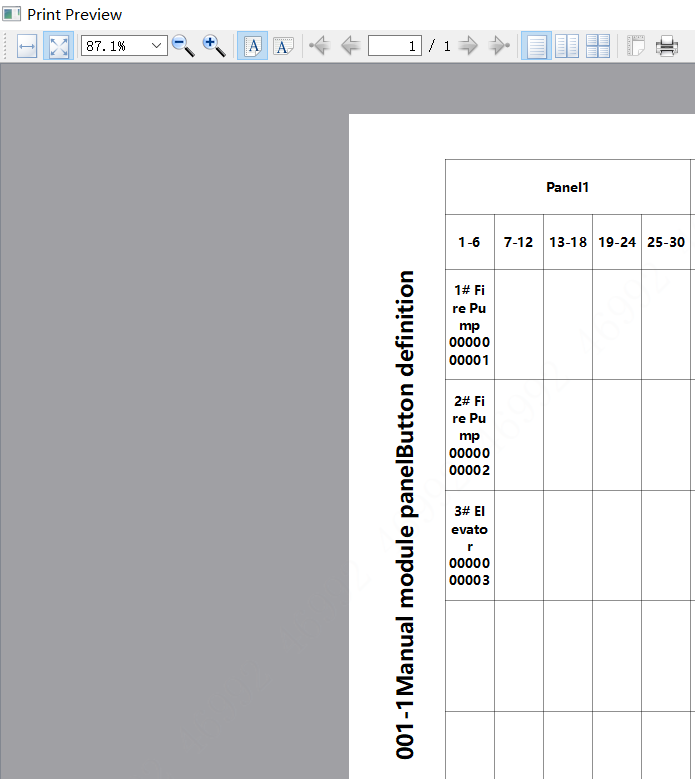 Print Preview
87.1%
A
A
1 / 1
001-1Manual module panelButton definition
Panel1
1-6
7-12
13-18
19-24
25-30
1# Fi
re Pu
mp
00000
00001
2# Fi
re Pu
mp
00000
00002
3# El
evato
r
00000
00003
46992
46992